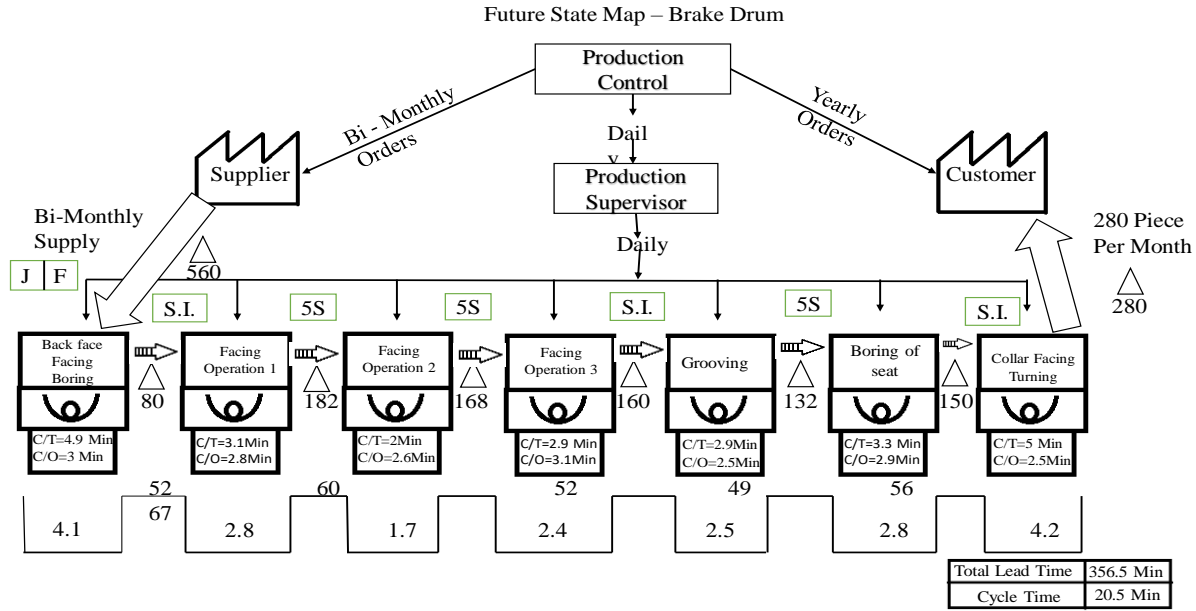 Future State Map – Brake Drum
Production
Control
Bi - Monthly
Orders
Yearly
Orders
Dail
y
Supplier
Production
Supervisor
Customer
Bi-Monthly
Supply
Daily
280 Piece
Per Month
J F
560
280
S.I.
5S
5S
S.I.
5S
S.I.
Back face
Facing
Boring
Facing
Operation 1
Facing
Operation 2
Facing
Operation 3
Grooving
Boring of
seat
Collar Facing
Turning
80
182
168
160
132
150
C/T=4.9 Min
C/O=3 Min
C/T=3.1Min
C/O=2.8Min
C/T=2Min
C/O=2.6Min
C/T=2.9 Min
C/O=3.1Min
C/T=2.9Min
C/O=2.5Min
C/T=3.3 Min
C/O=2.9Min
C/T=5 Min
C/O=2.5Min
52
67
60
52
49
56
4.1
2.8
1.7
2.4
2.5
2.8
4.2
Total Lead Time 356.5 Min
Cycle Time 20.5 Min